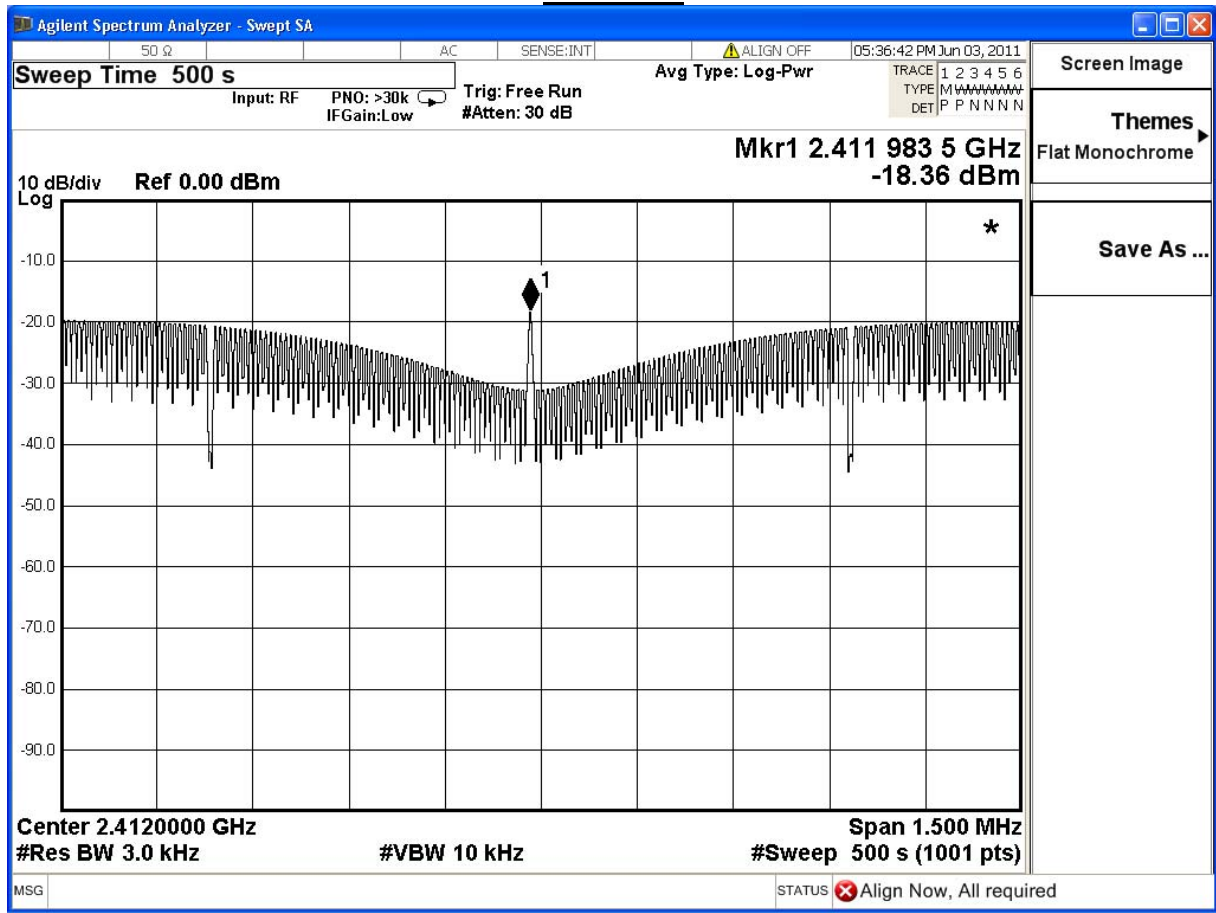 Agilent Spectrum Analyzer - Swept SA
50 Ω AC SENSE:INT ALIGN OFF 05:36:42 PM Jun 03, 2011
Sweep Time 500 s
Input: RF
PNO: >30k
IFGain:Low
Trig: Free Run
#Atten: 30 dB
Avg Type: Log-Pwr
TRACE 1 2 3 4 5 6
TYPE M W W W W W
DET P P N N N N
Mkr1 2.411 983 5 GHz
-18.36 dBm
10 dB/div Ref 0.00 dBm
Log
1
*
-10.0
-20.0
-30.0
-40.0
-50.0
-60.0
-70.0
-80.0
-90.0
Center 2.4120000 GHz Span 1.500 MHz
#Res BW 3.0 kHz #VBW 10 kHz #Sweep 500 s (1001 pts)
MSG STATUS Align Now, All required
Screen Image
Themes
Flat Monochrome
Save As ...